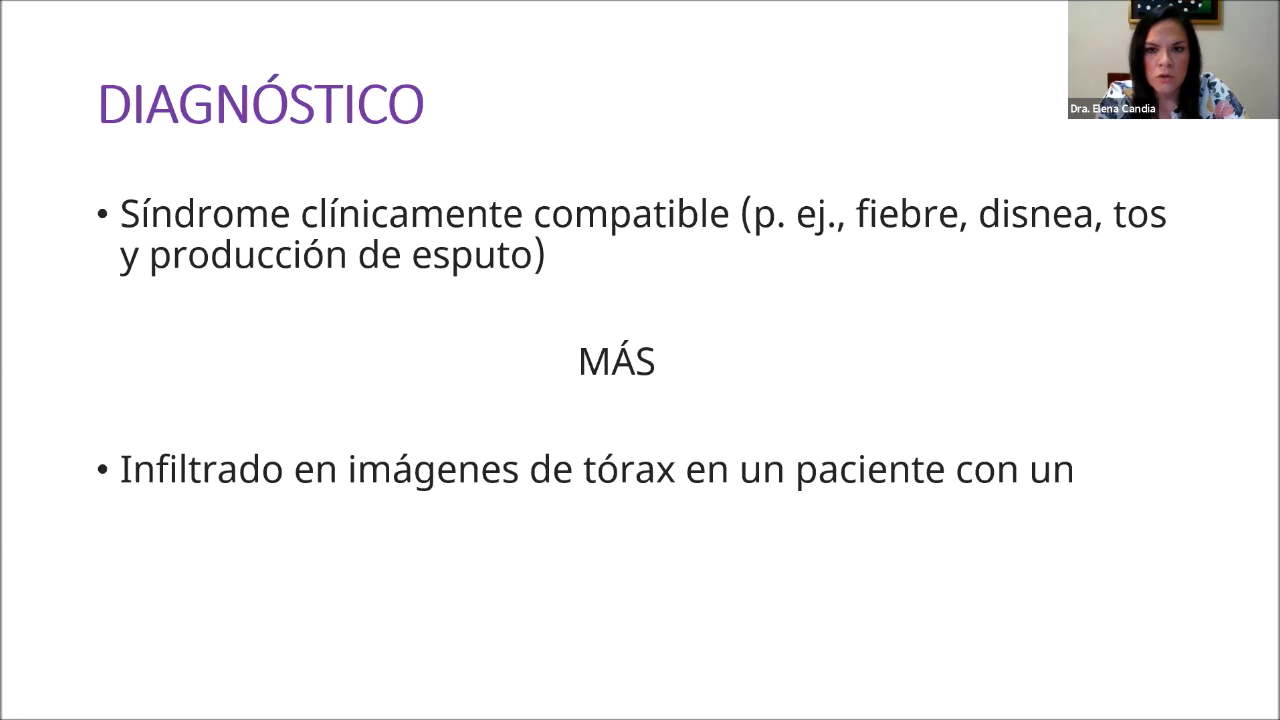 DIAGNÓSTICO
Dra. Elena Candia
• Síndrome clínicamente compatible (p. ej., fiebre, disnea, tos
y producción de esputo)
MÁS
• Infiltrado en imágenes de tórax en un paciente con un